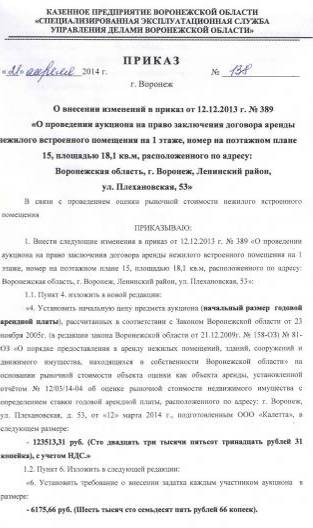 КАЗЕННОЕ ПРЕДПРИЯТИЕ ВОРОНЕЖСКОЙ ОБЛАСТИ
«СПЕЦИАЛИЗИРОВАННАЯ ЭКСПЛУАТАЦИОННАЯ СЛУЖБА
УПРАВЛЕНИЯ ДЕЛАМИ ВОРОНЕЖСКОЙ ОБЛАСТИ»
ПРИКАЗ
« » апреля 2014 г. № 138
г. Воронеж
О внесении изменений в приказ от 12.12.2013 г. № 389
«О проведении аукциона на право заключения договора аренды
нежилого встроенного помещения на 1 этаже, номер на поэтажном плане
15, площадью 18,1 кв.м, расположенного по адресу:
Воронежская область, г. Воронеж, Ленинский район,
ул. Плехановская, 53»
В связи с проведением оценки рыночной стоимости нежилого встроенного
помещения
ПРИКАЗЫВАЮ:
1. Внести следующие изменения в приказ от 12.12.2013 г. № 389 «О проведении
аукциона на право заключения договора аренды нежилого встроенного помещения на 1
этаже, номер на поэтажном плане 15, площадью 18,1 кв.м, расположенного по адресу:
Воронежская область, г. Воронеж, Ленинский район, ул. Плехановская, 53»:
1.1. Пункт 4. изложить в новой редакции:
«4. Установить начальную цену предмета аукциона (начальный размер годовой
арендной платы), рассчитанных в соответствии с Законом Воронежской области от 23
ноября 2005г. (в редакции закона Воронежской области от 21.12.2009г. № 158-ОЗ) № 81-
ОЗ «О порядке предоставления в аренду нежилых помещений, зданий, сооружений и
движимого имущества, находящихся в собственности Воронежской области» на
основании рыночной стоимости объекта оценки как объекта аренды, установленной
отчётом № 12/03/14-04 об оценке рыночной стоимости недвижимого имущества с
определением ставки годовой арендной платы, расположенного по адресу: г. Воронеж,
ул. Плехановская, д. 53, от «12» марта 2014 г., подготовленным ООО «Калетта», в
следующем размере:
- 123513,31 руб. (Сто двадцать три тысячи пятьсот тринадцать рублей 31
копейка), с учетом НДС.»
1.2. Пункт 6. Изложить в следующей редакции:
«6. Установить требование о внесении задатка каждым участником аукциона в
размере:
- 6175,66 руб. (Шесть тысяч сто семьдесят пять рублей 66 копеек).